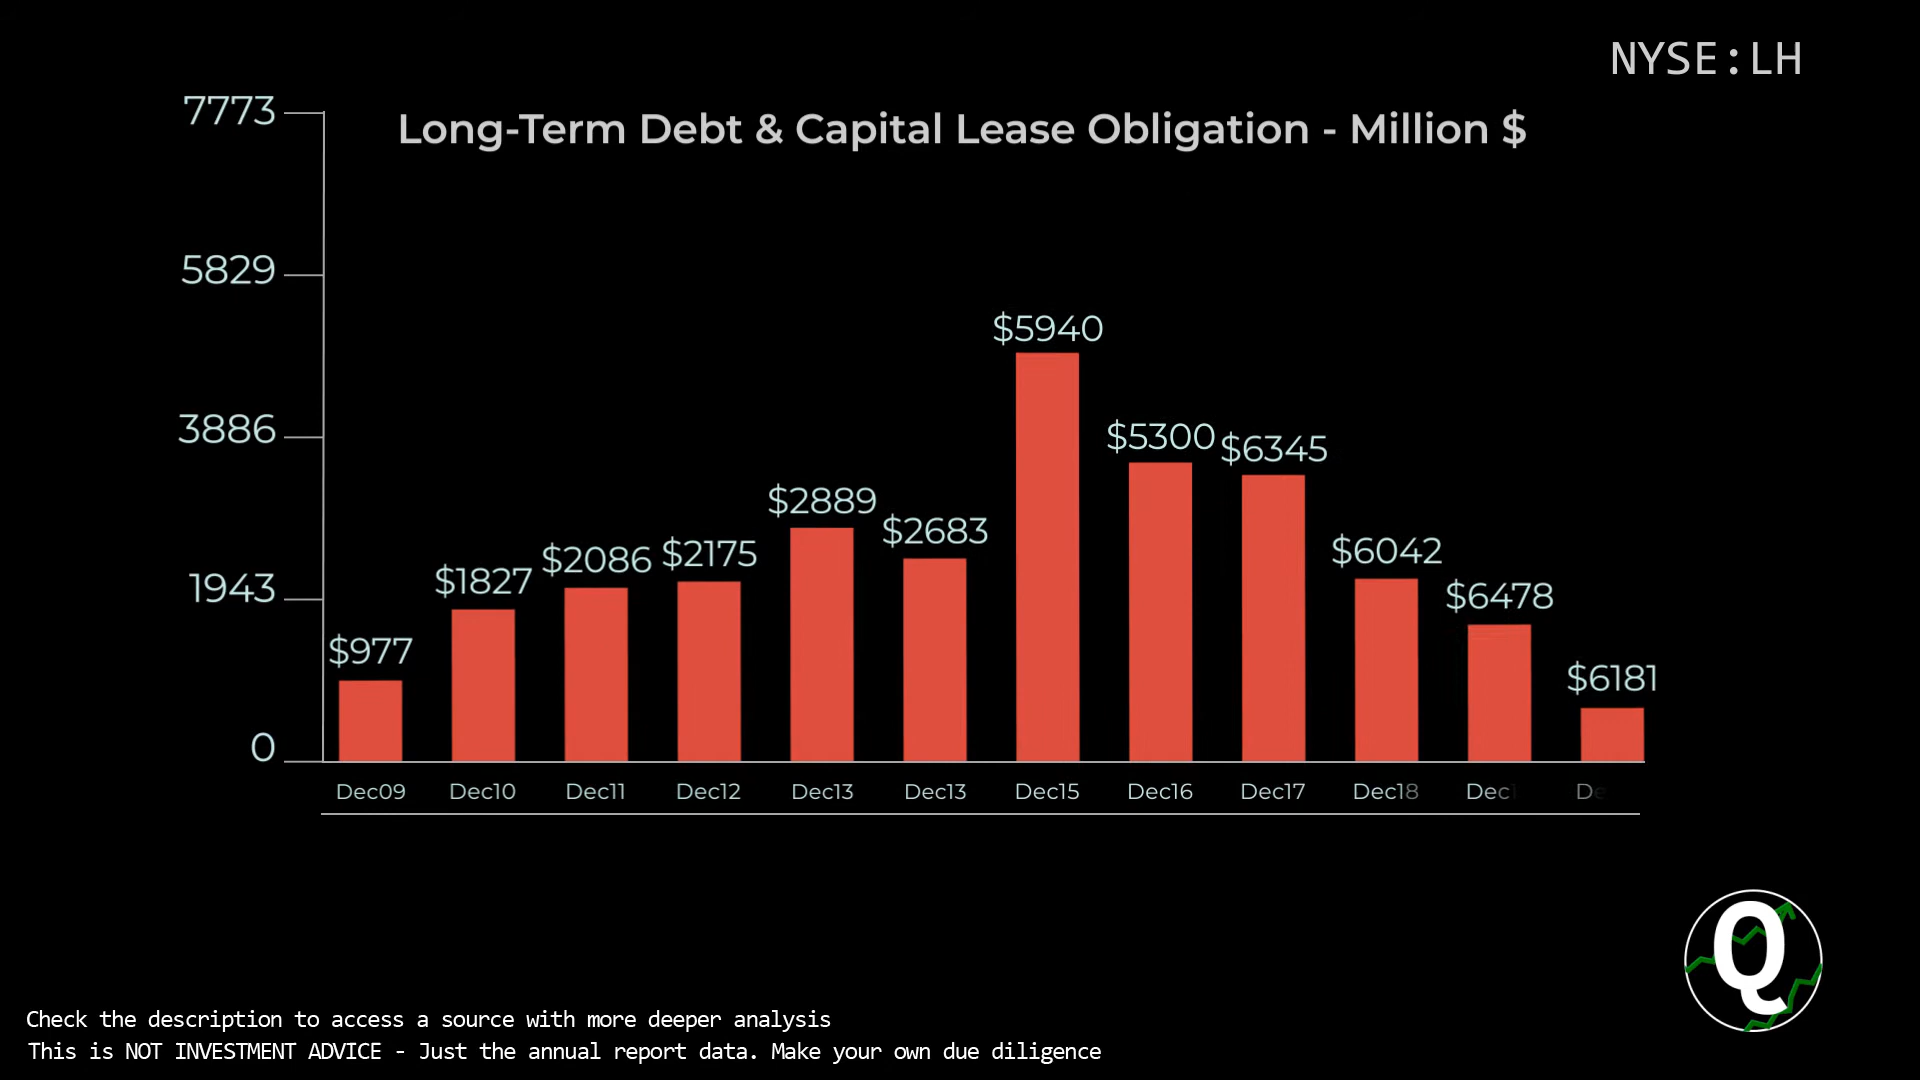 NYSE:LH
Long-Term Debt & Capital Lease Obligation - Million $
7773
5829
3886
1943
0
$977
$1827
$2086
$2175
$2889
$2683
$5940
$5300
$6345
$6042
$6478
$6181
Dec09
Dec10
Dec11
Dec12
Dec13
Dec13
Dec15
Dec16
Dec17
Dec18
Dec
De
Q
Check the description to access a source with more deeper analysis
This is NOT INVESTMENT ADVICE - Just the annual report data. Make your own due diligence